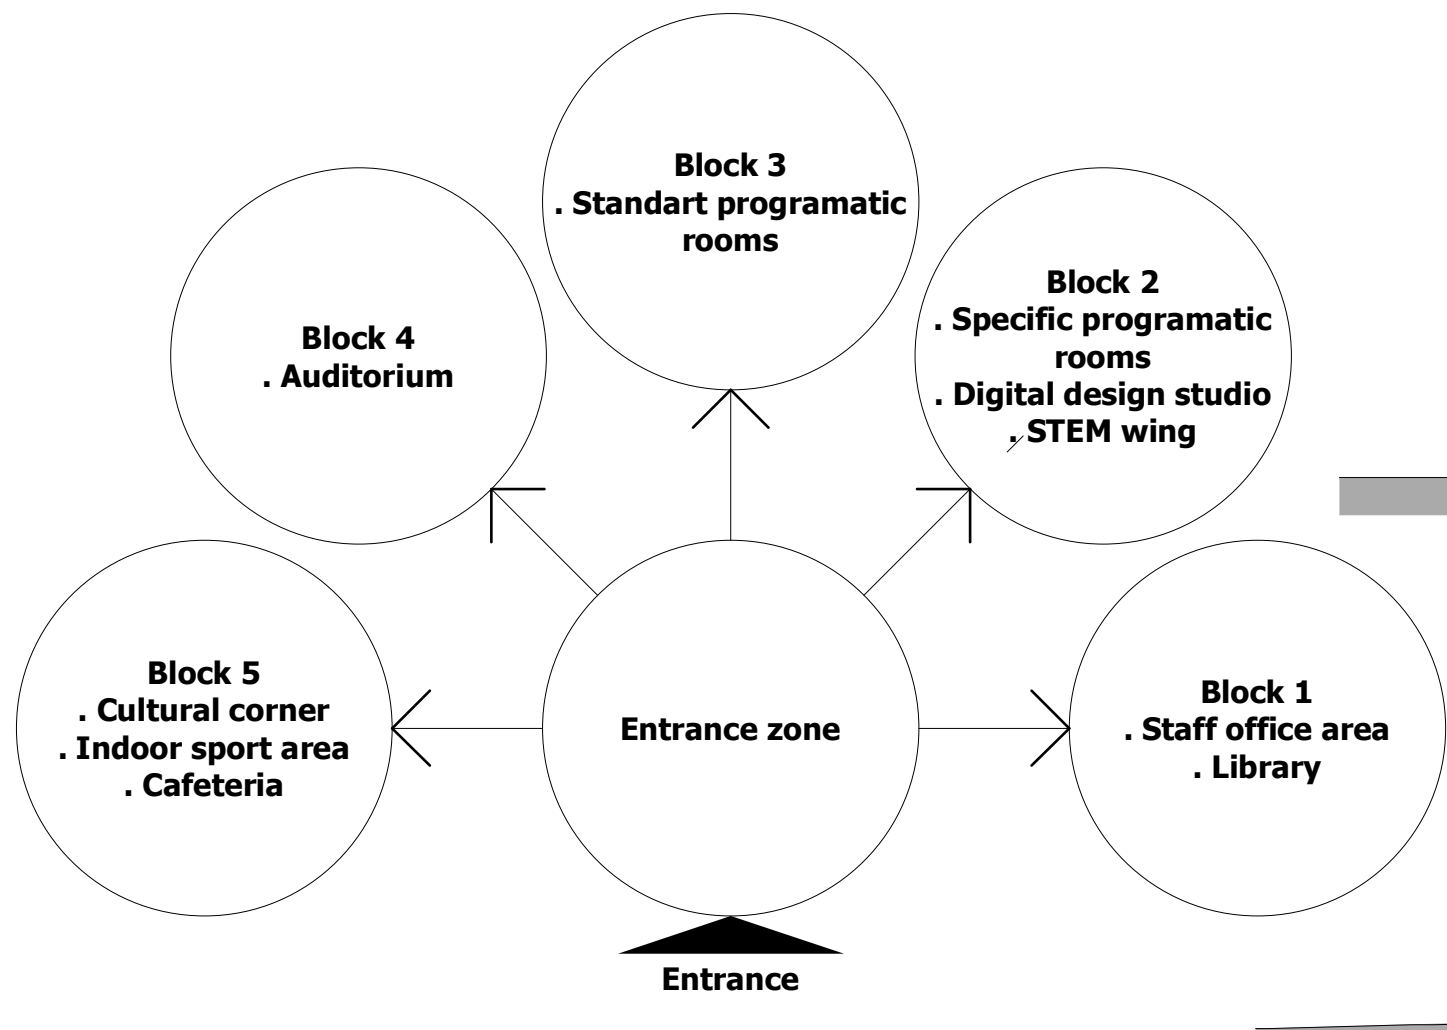 Block 3
. Standart programatic
rooms
Block 4
. Auditorium
Block 2
. Specific programatic
rooms
. Digital design studio
. STEM wing
Block 5
. Cultural corner
. Indoor sport area
. Cafeteria
Entrance zone
Block 1
. Staff office area
. Library
Entrance